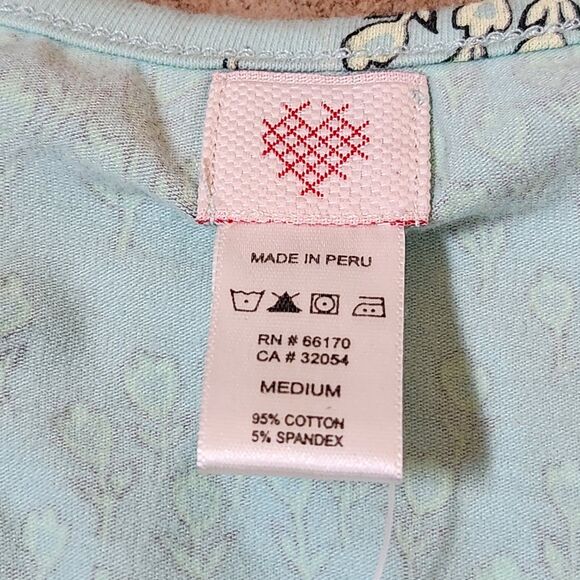 MADE IN PERU
RN # 66170
CA # 32054
MEDIUM
95% COTTON
5% SPANDEX